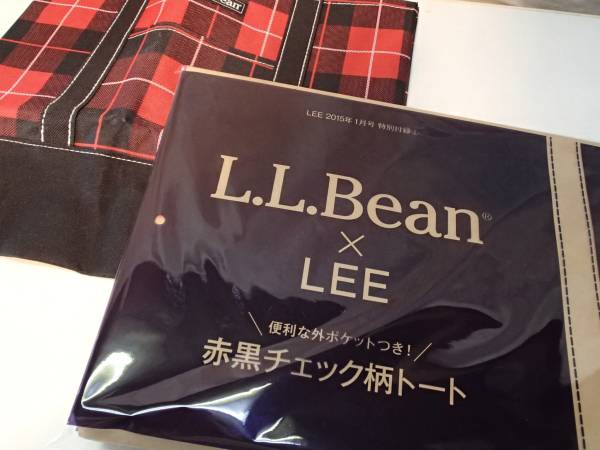 LEE 2015年1月号 特別付録
L.L.Bean®
×
LEE
\ 便利な外ポケットつき! /
赤黒チェック柄トート